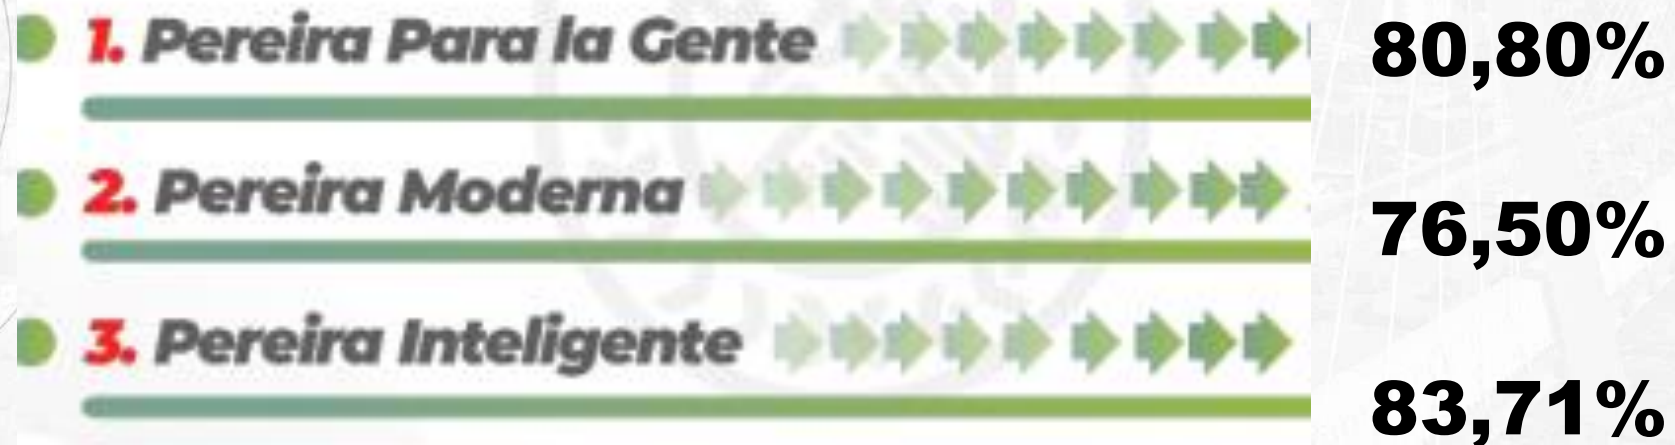 1. Pereira Para la Gente 80,80%
2. Pereira Moderna 76,50%
3. Pereira Inteligente 83,71%